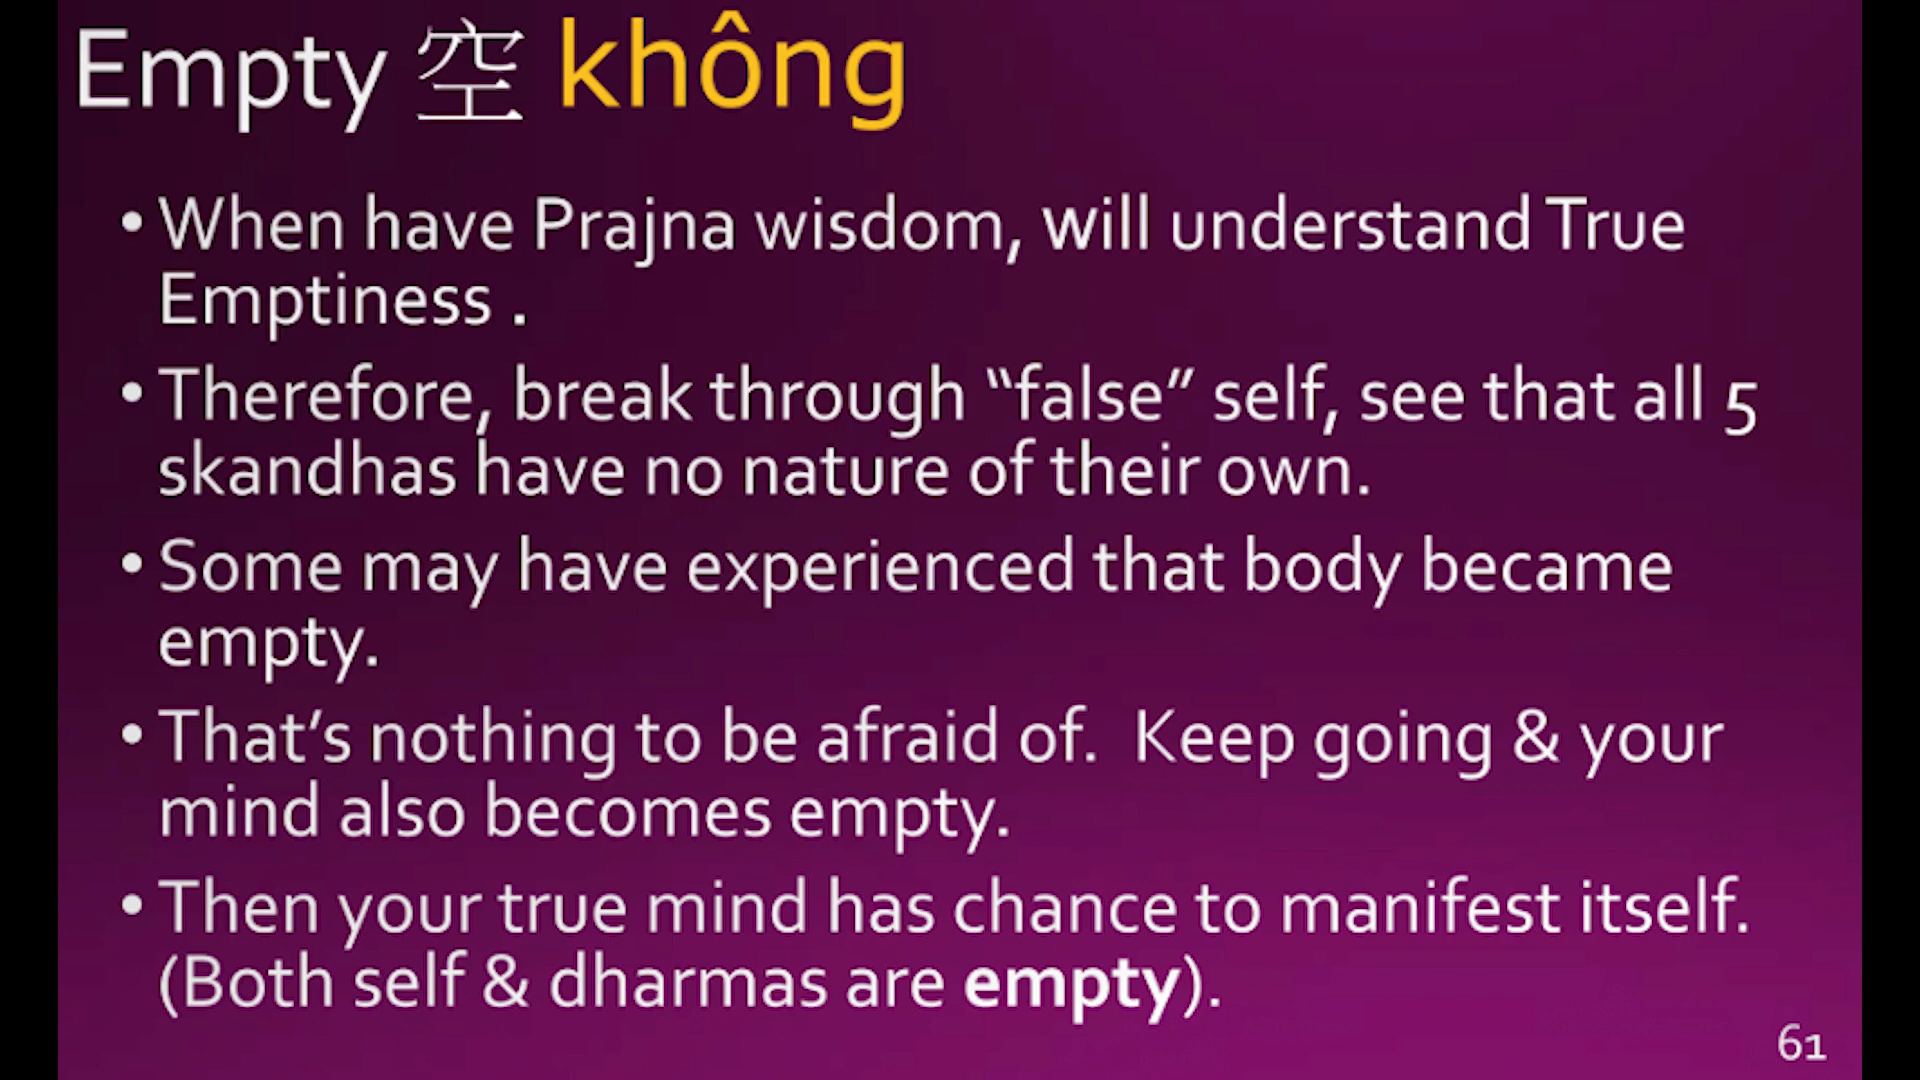 Empty 空 không
• When have Prajna wisdom, will understand True
Emptiness .
• Therefore, break through “false” self, see that all 5
skandhas have no nature of their own.
• Some may have experienced that body became
empty.
• That’s nothing to be afraid of.  Keep going & your
mind also becomes empty.
• Then your true mind has chance to manifest itself.
(Both self & dharmas are empty).
61